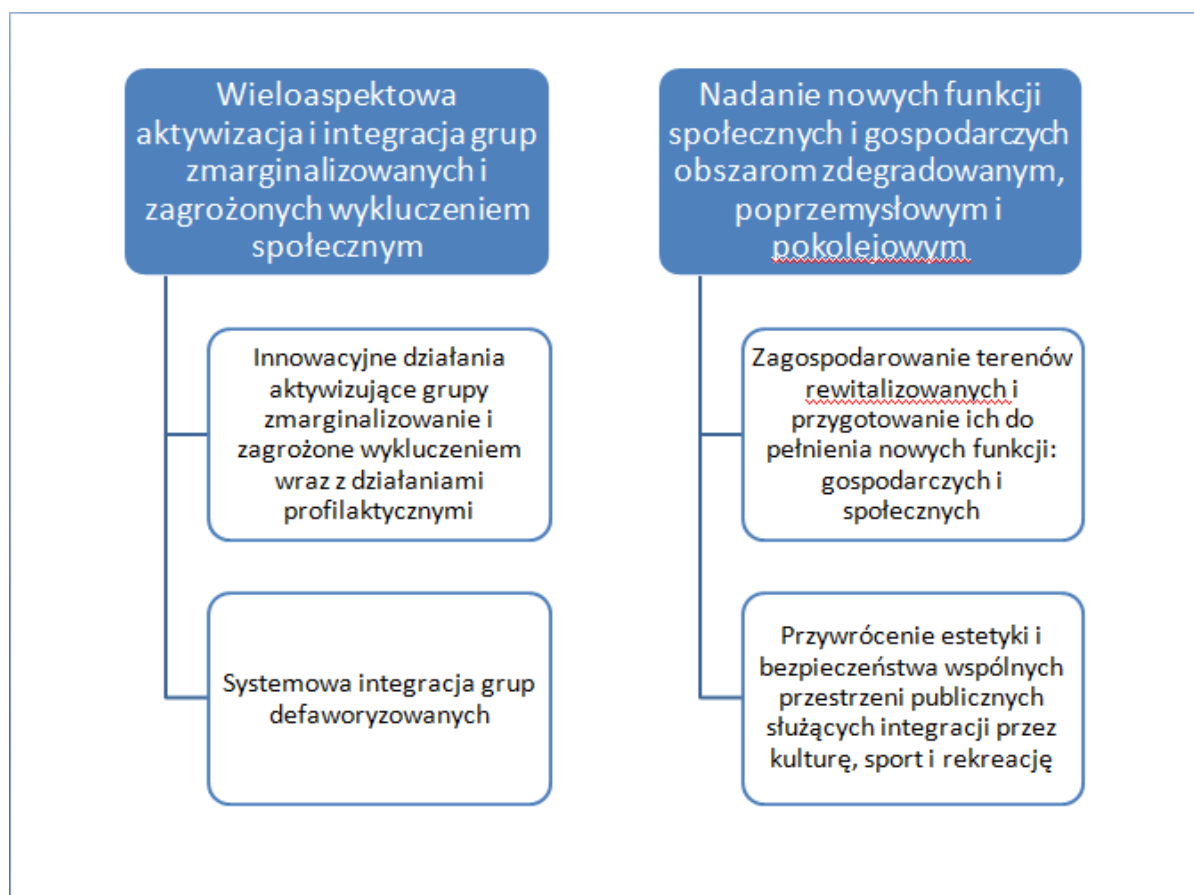 Wieloaspektowa
aktywizacja i integracja grup
zmarginalizowanych i
zagrożonych wykluczeniem
społecznym
Innowacyjne działania
aktywizujące grupy
zmarginalizowanie i
zagrożone wykluczeniem
wraz z działaniami
profilaktycznymi
Systemowa integracja grup
defaworyzowanych
Nadanie nowych funkcji
społecznych i gospodarczych
obszarom zdegradowanym,
poprzemysłowym i
pokolejowym
Zagospodarowanie terenów
rewitalizowanych i
przygotowanie ich do
pełnienia nowych funkcji:
gospodarczych i
społecznych
Przywrócenie estetyki i
bezpieczeństwa wspólnych
przestrzeni publicznych
służących integracji przez
kulturę, sport i rekreację